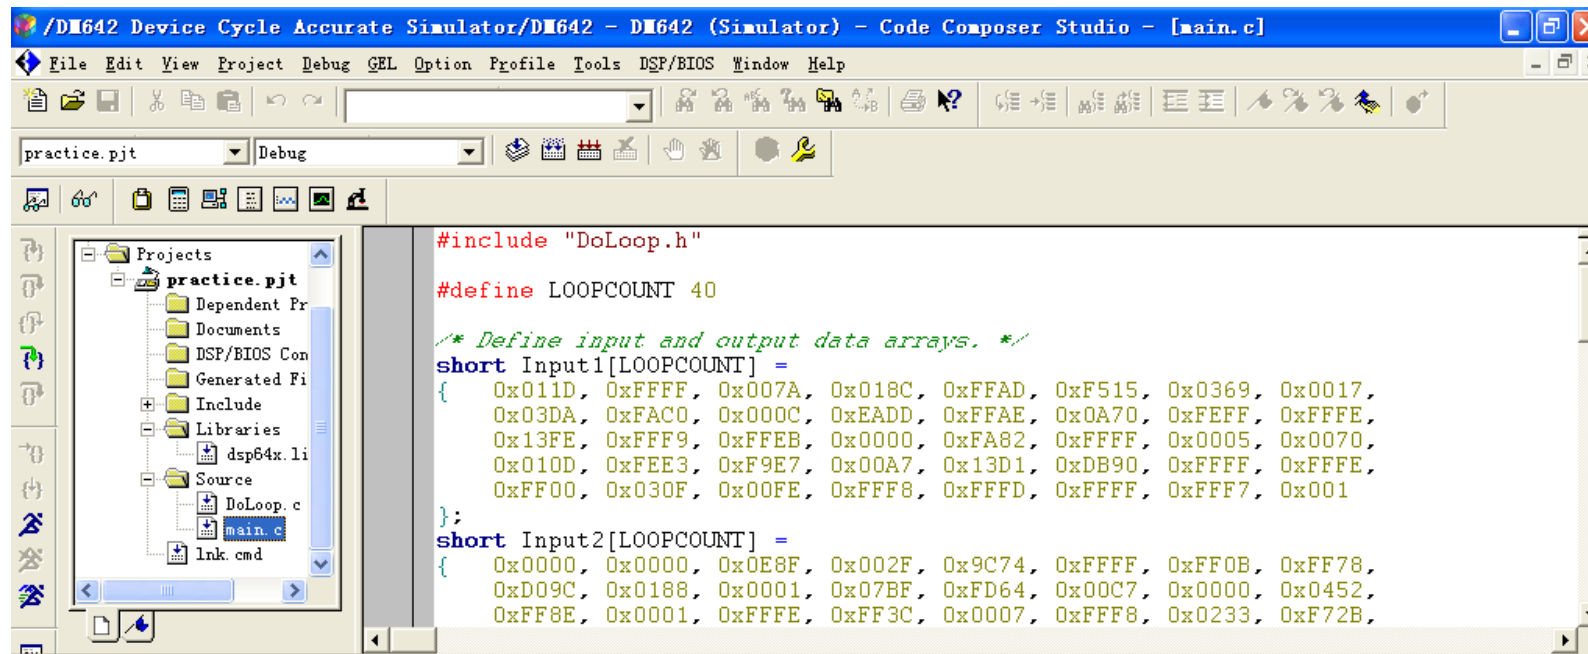 /DM642 Device Cycle Accurate Simulator/DM642 - DM642 (Simulator) - Code Composer Studio - [main.c]
File Edit View Project Debug GEL Option Profile Tools DSP/BIOS Window Help
practice.pjt Debug
Projects
practice.pjt
Dependent Pr
Documents
DSP/BIOS Con
Generated Fi
Include
Libraries
dsp64x.li
Source
DoLoop.c
main.c
lnk.cmd
#include "DoLoop.h"
#define LOOPCOUNT 40
/* Define input and output data arrays. */
short Input1[LOOPCOUNT] =
{ 0x011D, 0xFFFF, 0x007A, 0x018C, 0xFFAD, 0xF515, 0x0369, 0x0017,
0x03DA, 0xFAC0, 0x000C, 0xEADD, 0xFFAE, 0x0A70, 0xFEFF, 0xFFFE,
0x13FE, 0xFFF9, 0xFFEB, 0x0000, 0xFA82, 0xFFFF, 0x0005, 0x0070,
0x010D, 0xFEE3, 0xF9E7, 0x00A7, 0x13D1, 0xDB90, 0xFFFF, 0xFFFE,
0xFF00, 0x030F, 0x00FE, 0xFFF8, 0xFFFD, 0xFFFF, 0xFFF7, 0x001
};
short Input2[LOOPCOUNT] =
{ 0x0000, 0x0000, 0x0E8F, 0x002F, 0x9C74, 0xFFFF, 0xFF0B, 0xFF78,
0xD09C, 0x0188, 0x0001, 0x07BF, 0xFD64, 0x00C7, 0x0000, 0x0452,
0xFF8E, 0x0001, 0xFFFE, 0xFF3C, 0x0007, 0xFFF8, 0x0233, 0xF72B,